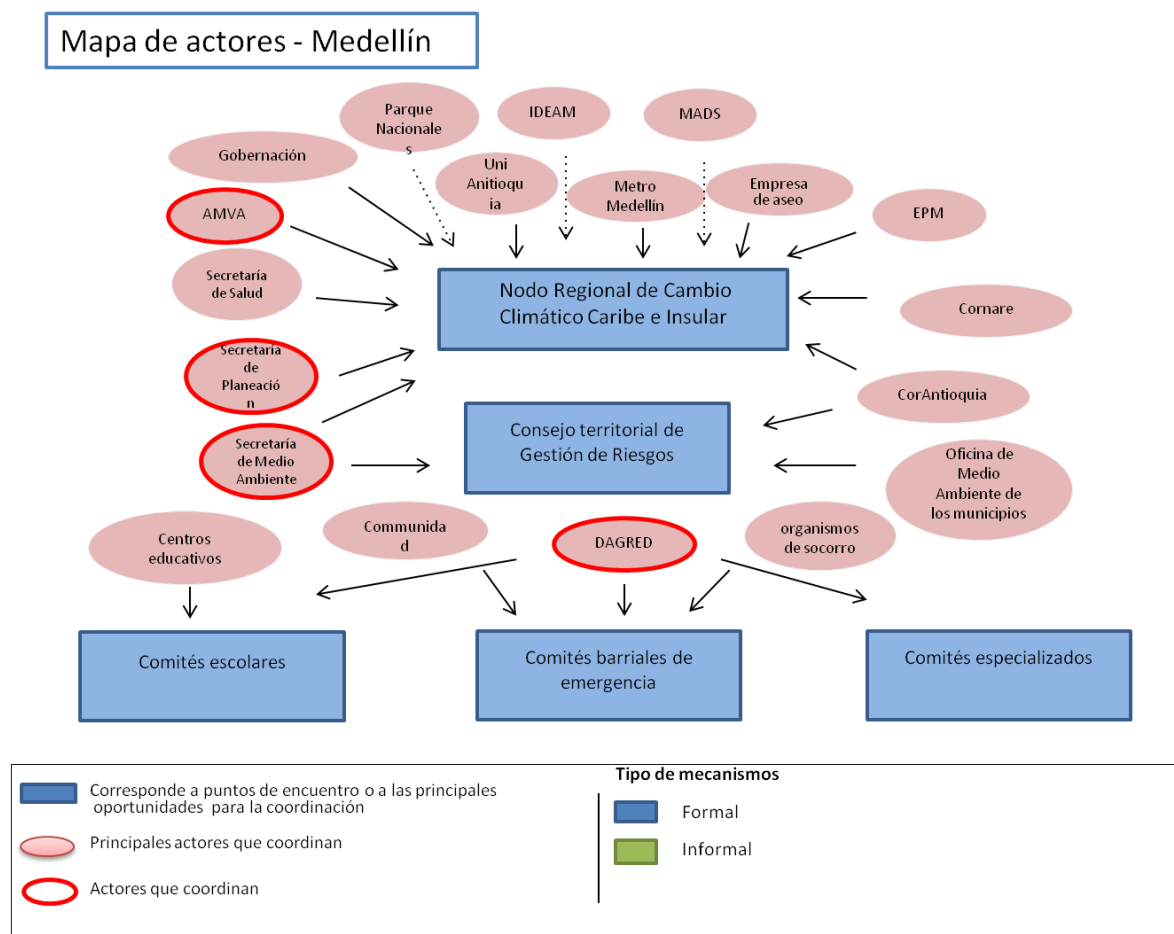 Mapa de actores - Medellín
Parque
Nacionale
s
IDEAM
MADS
Gobernación
Uni
Anitioqu
ia
Metro
Medellín
Empresa
de aseo
AMVA
EPM
Secretaría
de Salud
Nodo Regional de Cambio
Climático Caribe e Insular
Cornare
Secretaría
de
Planeació
n
CorAntioquia
Secretaría
de Medio
Ambiente
Consejo territorial de
Gestión de Riesgos
Oficina de
Medio
Ambiente de
los municipios
Centros
educativos
Communida
d
DAGRED
organismos
de socorro
Comités escolares
Comités barriales de
emergencia
Comités especializados
Corresponde a puntos de encuentro o a las principales
oportunidades para la coordinación
Principales actores que coordinan
Actores que coordinan
Tipo de mecanismos
Formal
Informal